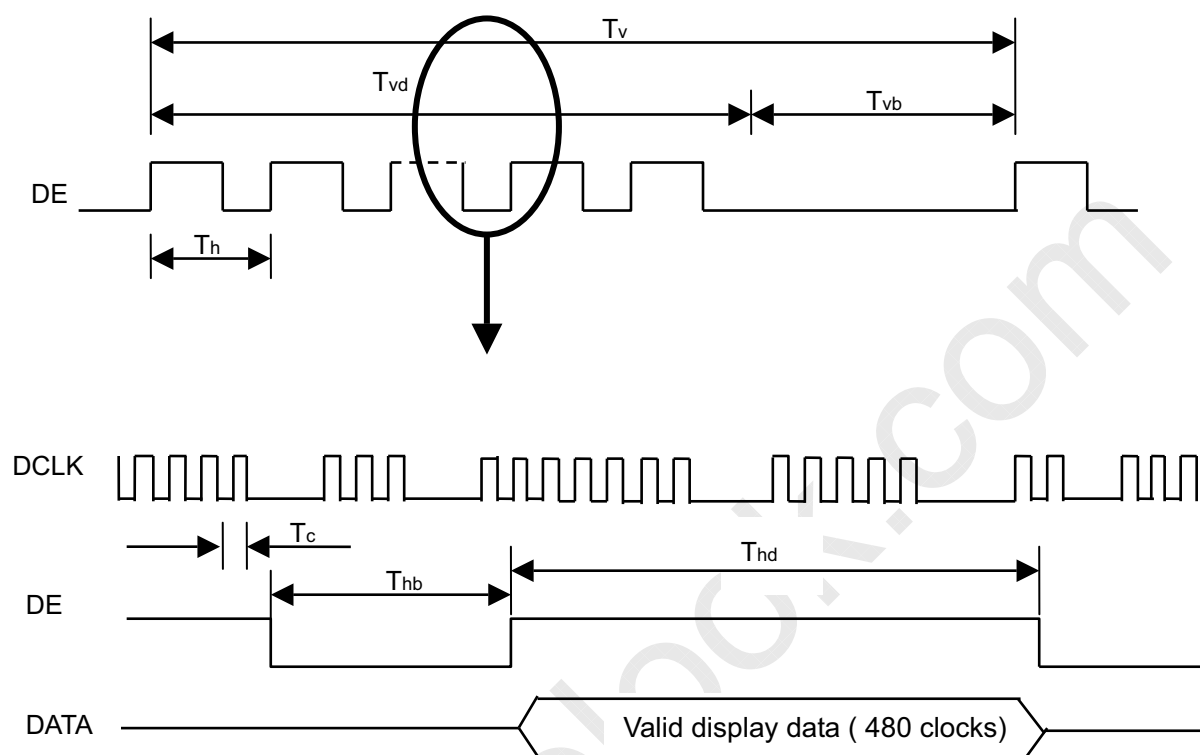 Tv
Tvd
Tvb
DE
Th
DCLK
Tc
Thd
Thb
DE
DATA
Valid display data ( 480 clocks)